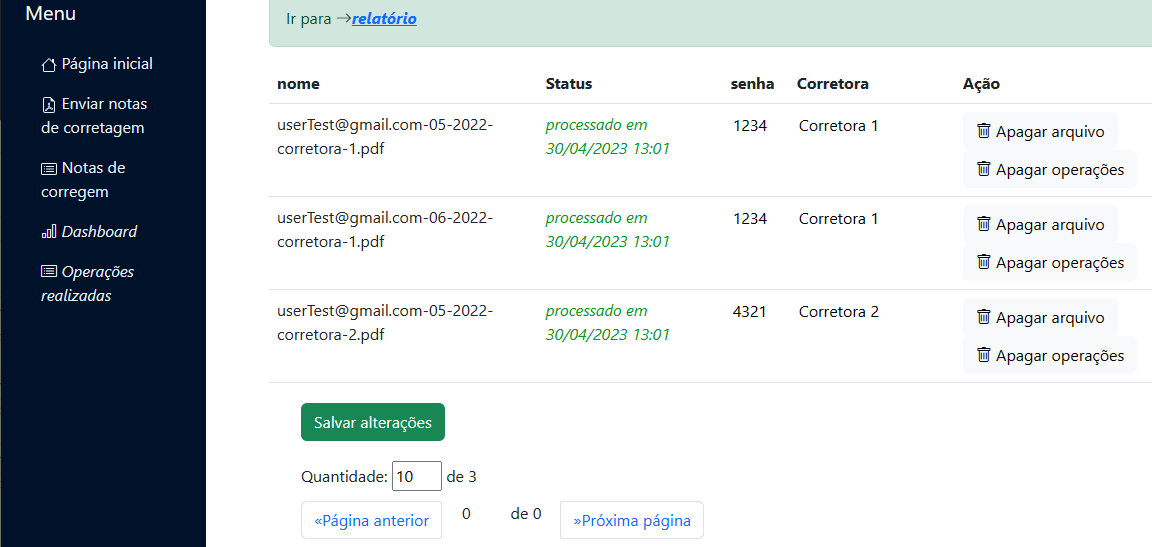 Menu
Página inicial
Enviar notas
de corretagem
Notas de
corregem
Dashboard
Operações
realizadas
Ir para →relatório
nome Status senha Corretora Ação
userTest@gmail.com-05-2022- processado em 1234 Corretora 1 Apagar arquivo
corretora-1.pdf 30/04/2023 13:01 Apagar operações
userTest@gmail.com-06-2022- processado em 1234 Corretora 1 Apagar arquivo
corretora-1.pdf 30/04/2023 13:01 Apagar operações
userTest@gmail.com-05-2022- processado em 4321 Corretora 2 Apagar arquivo
corretora-2.pdf 30/04/2023 13:01 Apagar operações
Salvar alterações
Quantidade: 10 de 3
«Página anterior 0 de 0 »Próxima página